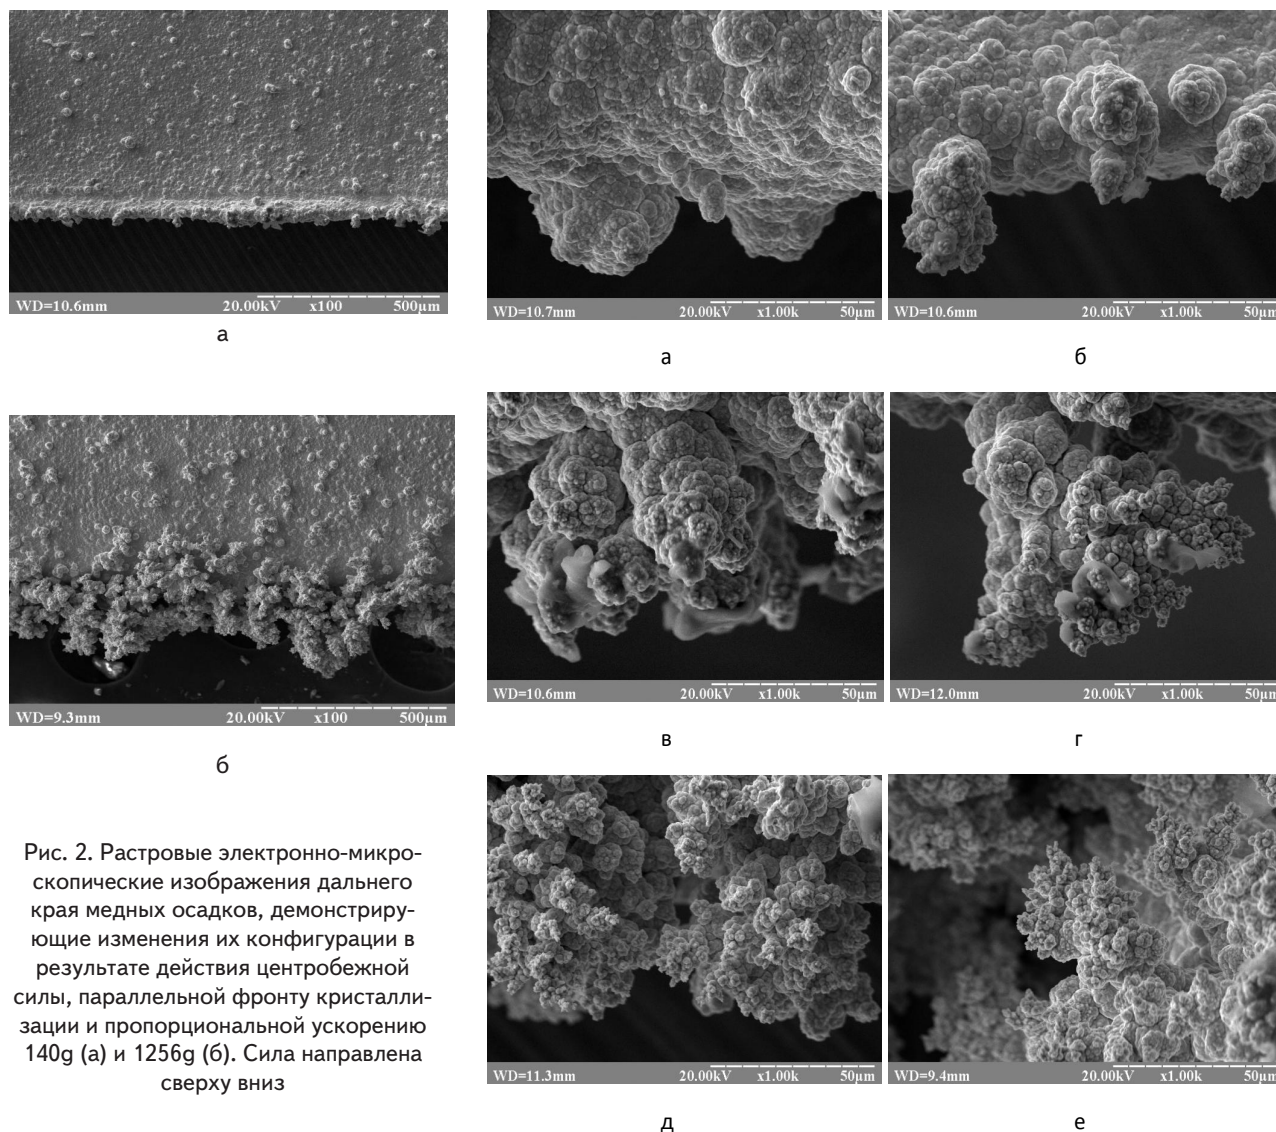 WD=10.6mm 20.00kV x100 500µm
а
WD=9.3mm 20.00kV x100 500µm
б
Рис. 2. Растровые электронно-микро-
скопические изображения дальнего
края медных осадков, демонстриру-
ющие изменения их конфигурации в
результате действия центробежной
силы, параллельной фронту кристалли-
зации и пропорциональной ускорению
140g (а) и 1256g (б). Сила направлена
сверху вниз
WD=10.7mm 20.00kV x1.00k 50µm
а
WD=10.6mm 20.00kV x1.00k 50µm
б
WD=10.6mm 20.00kV x1.00k 50µm
в
WD=12.0mm 20.00kV x1.00k 50µm
г
WD=11.3mm 20.00kV x1.00k 50µm
д
WD=9.4mm 20.00kV x1.00k 50µm
е